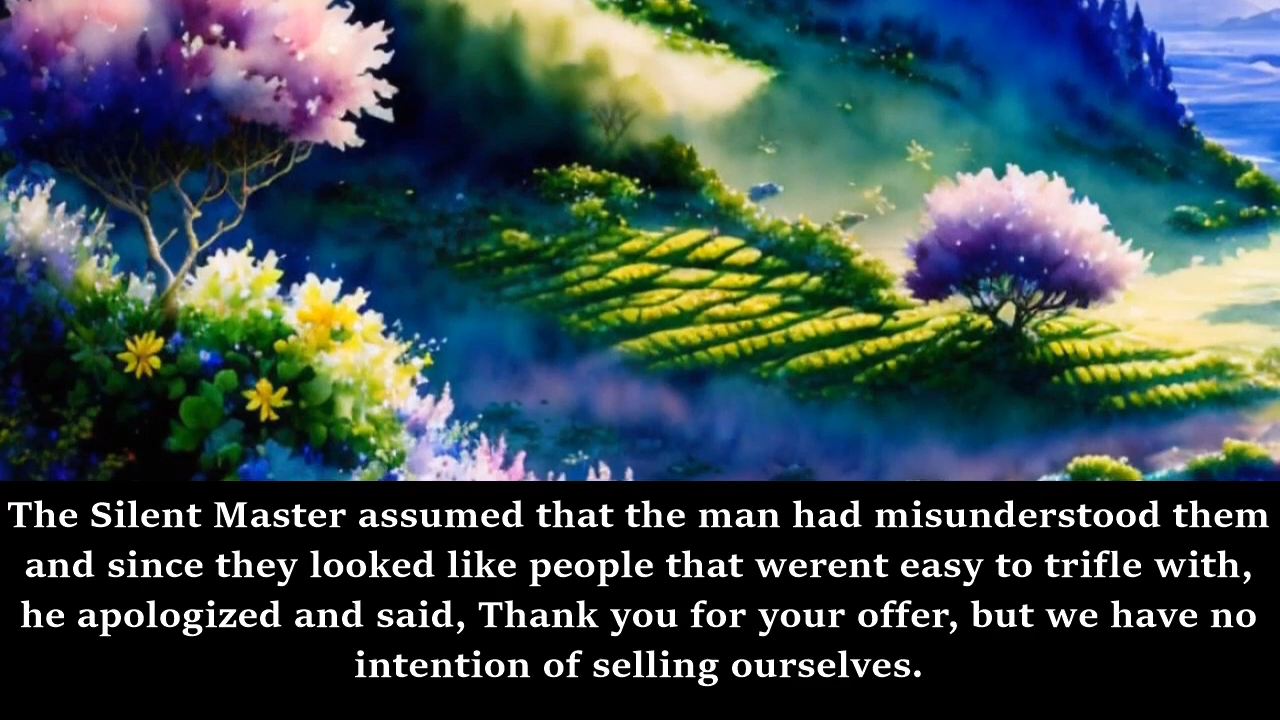 The Silent Master assumed that the man had misunderstood them
and since they looked like people that werent easy to trifle with,
he apologized and said, Thank you for your offer, but we have no
intention of selling ourselves.